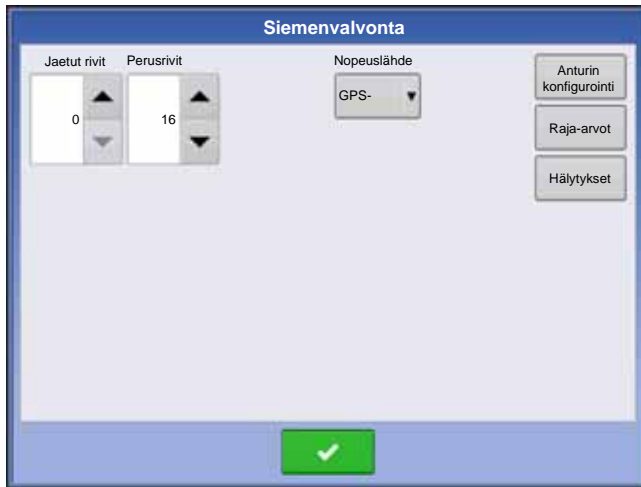 Siemenvalvonta
Jaetut rivit
Perusrivit
Nopeuslähde
0
16
GPS-
Anturin
konfigurointi
Raja-arvot
Hälytykset